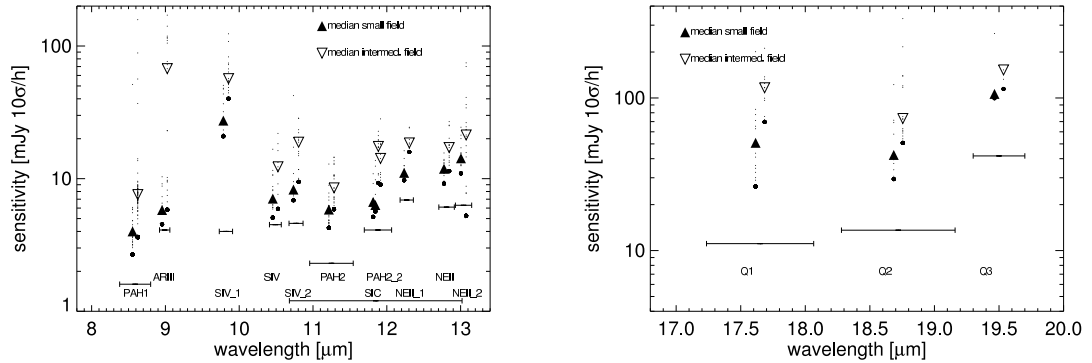 median small field
median intermed. field
100
10
1
sensitivity [mJy 10σ/h]
ARIII
SIV
PAH2
PAH2_2
NEII
PAH1
SIV_1
SIV_2
SIC
NEII_1
NEII_2
8 9 10 11 12 13
wavelength [μm]
median small field
median intermed. field
100
10
sensitivity [mJy 10σ/h]
Q1 Q2 Q3
17.0 17.5 18.0 18.5 19.0 19.5 20.0
wavelength [μm]